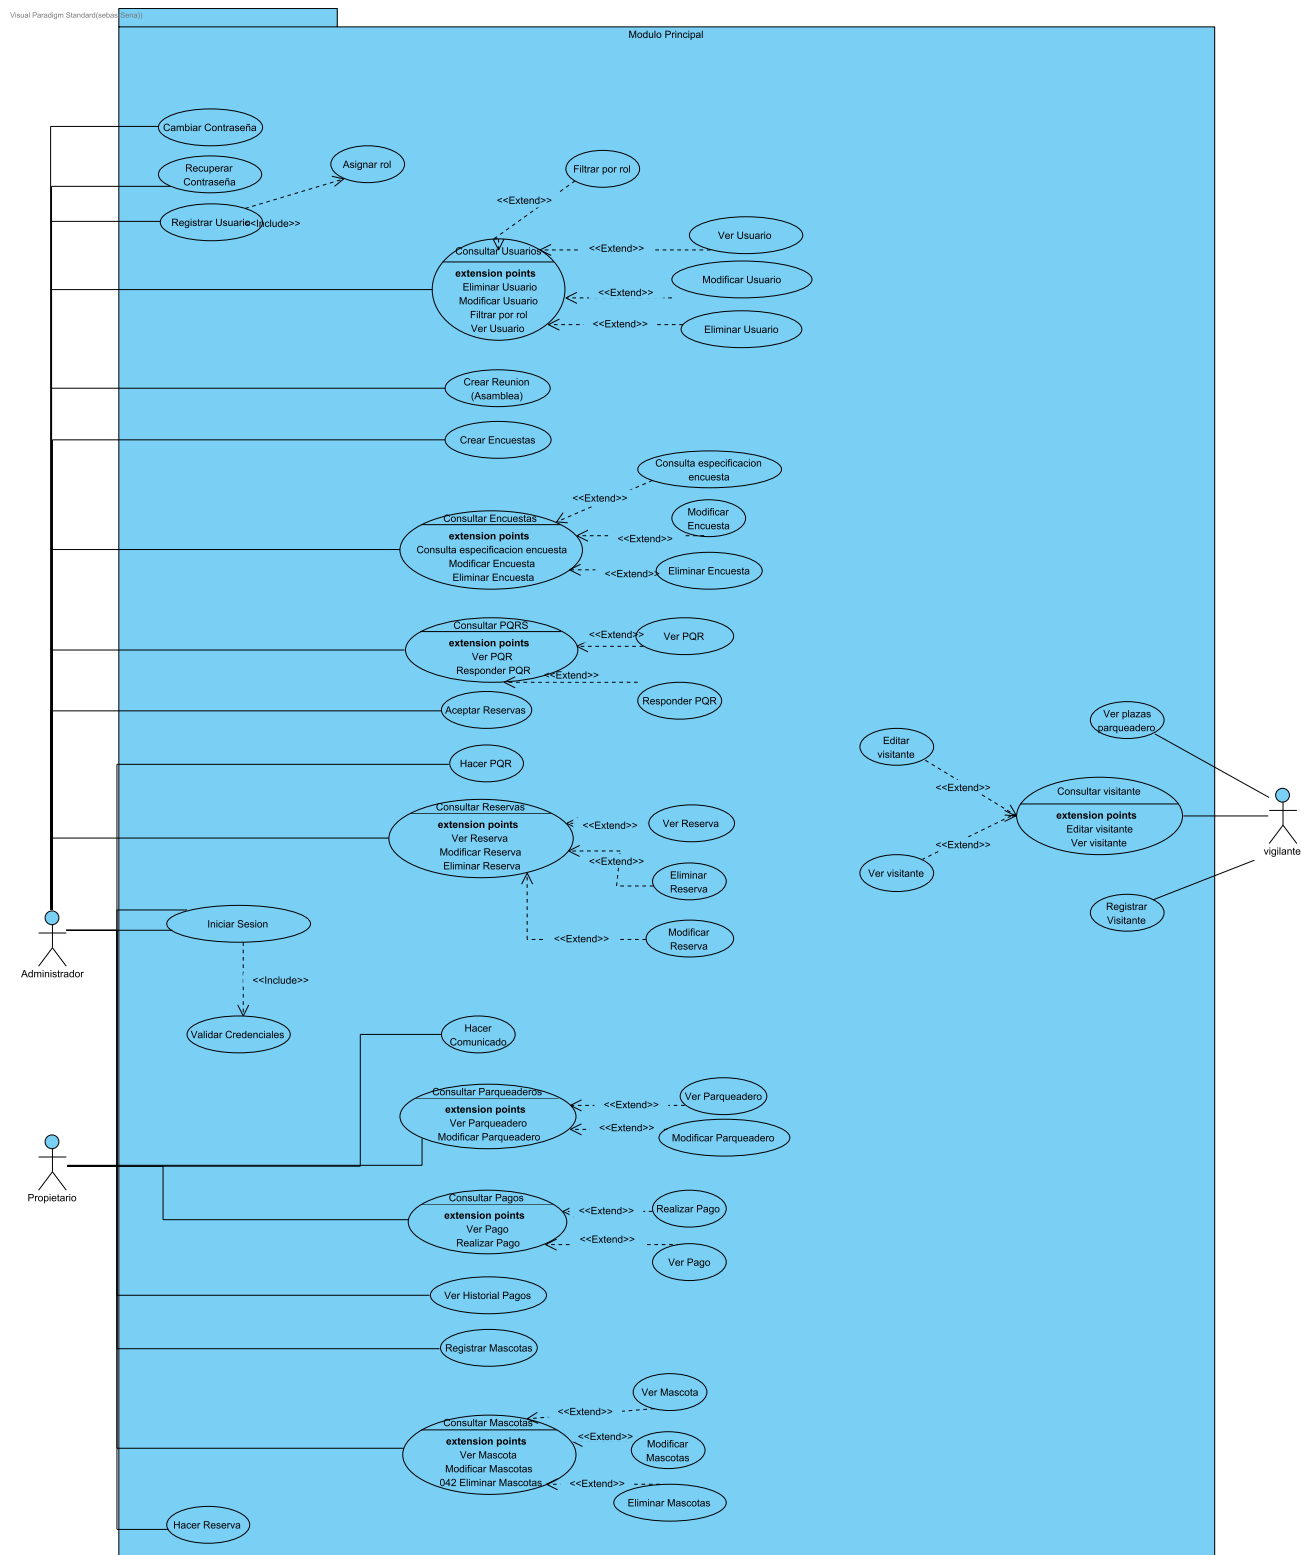 Visual Paradigm Standard(sebas(Sena))
Modulo Principal
Cambiar Contraseña
Recuperar
Contraseña
Asignar rol
Registrar Usuario
<<Include>>
Filtrar por rol
<<Extend>>
Consultar Usuarios
extension points
Eliminar Usuario
Modificar Usuario
Filtrar por rol
Ver Usuario
<<Extend>>
Ver Usuario
<<Extend>>
Modificar Usuario
<<Extend>>
Eliminar Usuario
Crear Reunion
(Asamblea)
Crear Encuestas
Consulta especificacion
encuesta
<<Extend>>
Consultar Encuestas
extension points
Consulta especificacion encuesta
Modificar Encuesta
Eliminar Encuesta
Modificar
Encuesta
<<Extend>>
<<Extend>>
Eliminar Encuesta
Consultar PQRS
extension points
Ver PQR
Responder PQR
<<Extend>>
Ver PQR
<<Extend>>
Responder PQR
Aceptar Reservas
Hacer PQR
Consultar Reservas
extension points
Ver Reserva
Modificar Reserva
Eliminar Reserva
<<Extend>>
Ver Reserva
<<Extend>>
Eliminar
Reserva
<<Extend>>
Modificar
Reserva
Ver plazas
parqueadero
Editar
visitante
<<Extend>>
Consultar visitante
extension points
Editar visitante
Ver visitante
<<Extend>>
Ver visitante
vigilante
Registrar
Visitante
Iniciar Sesion
Administrador
<<Include>>
Validar Credenciales
Hacer
Comunicado
Consultar Parqueaderos
extension points
Ver Parqueadero
Modificar Parqueadero
<<Extend>>
Ver Parqueadero
<<Extend>>
Modificar Parqueadero
Propietario
Consultar Pagos
extension points
Ver Pago
Realizar Pago
<<Extend>>
Realizar Pago
<<Extend>>
Ver Pago
Ver Historial Pagos
Registrar Mascotas
Ver Mascota
<<Extend>>
Consultar Mascotas
extension points
Ver Mascota
Modificar Mascotas
042 Eliminar Mascotas
<<Extend>>
Modificar
Mascotas
<<Extend>>
Eliminar Mascotas
Hacer Reserva